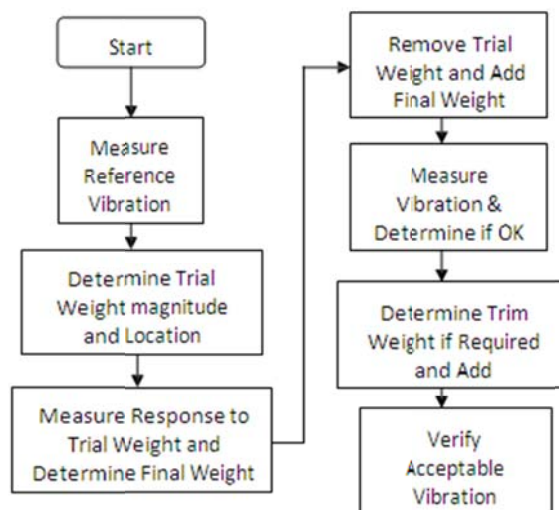 Start
Measure
Reference
Vibration
Determine Trial
Weight magnitude
and Location
Measure Response to
Trial Weight and
Determine Final Weight
Remove Trial
Weight and Add
Final Weight
Measure
Vibration &
Determine if OK
Determine Trim
Weight if Required
and Add
Verify
Acceptable
Vibration